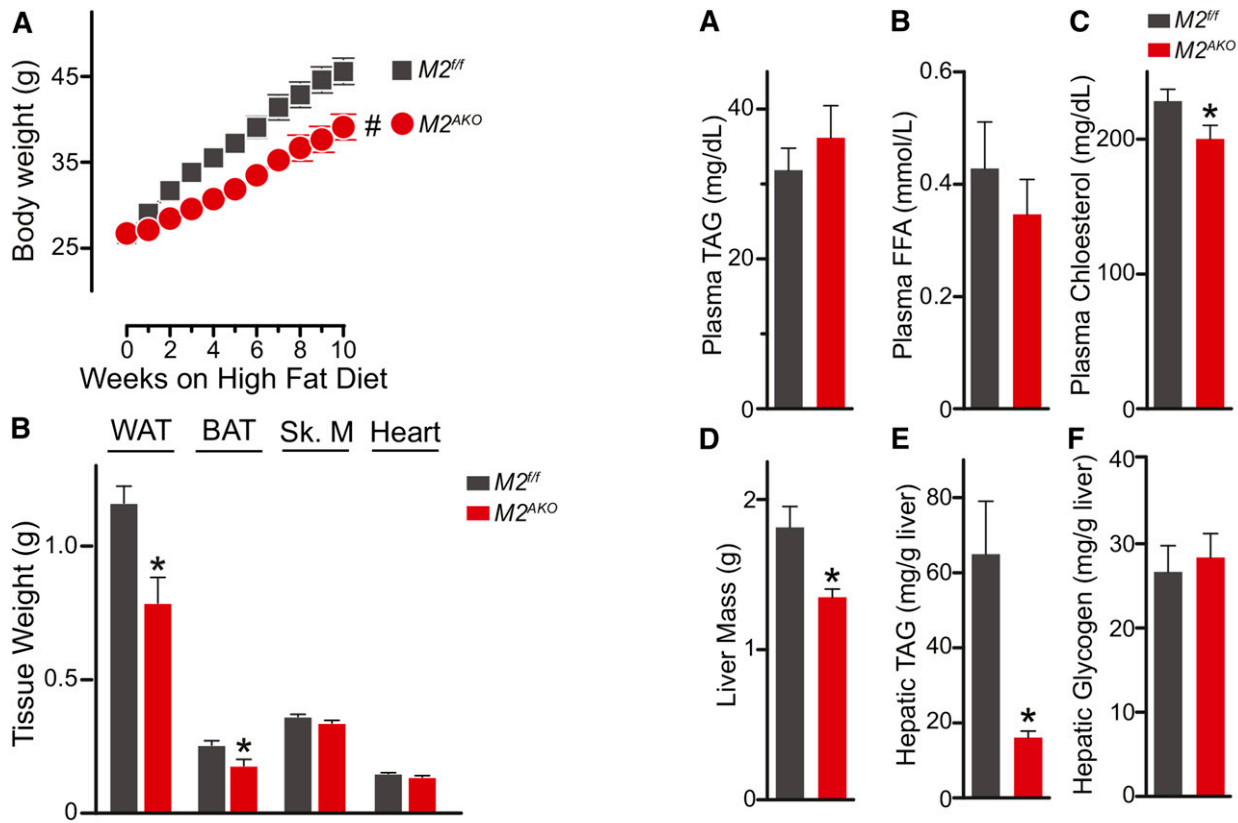 A
Body weight (g)
45
35
25
M2f/f
# M2AKO
0 2 4 6 8 10
Weeks on High Fat Diet
B
WAT BAT Sk. M Heart
Tissue Weight (g)
1.0
0.5
0
* *
M2f/f
M2AKO
A
Plasma TAG (mg/dL)
40
20
0
B
Plasma FFA (mmol/L)
0.6
0.4
0.2
0.0
C
M2f/f
M2AKO
Plasma Chloesterol (mg/dL)
200
100
0
*
D
Liver Mass (g)
2
1
0
*
E
Hepatic TAG (mg/g liver)
80
60
40
20
0
*
F
Hepatic Glycogen (mg/g liver)
40
30
20
10
0